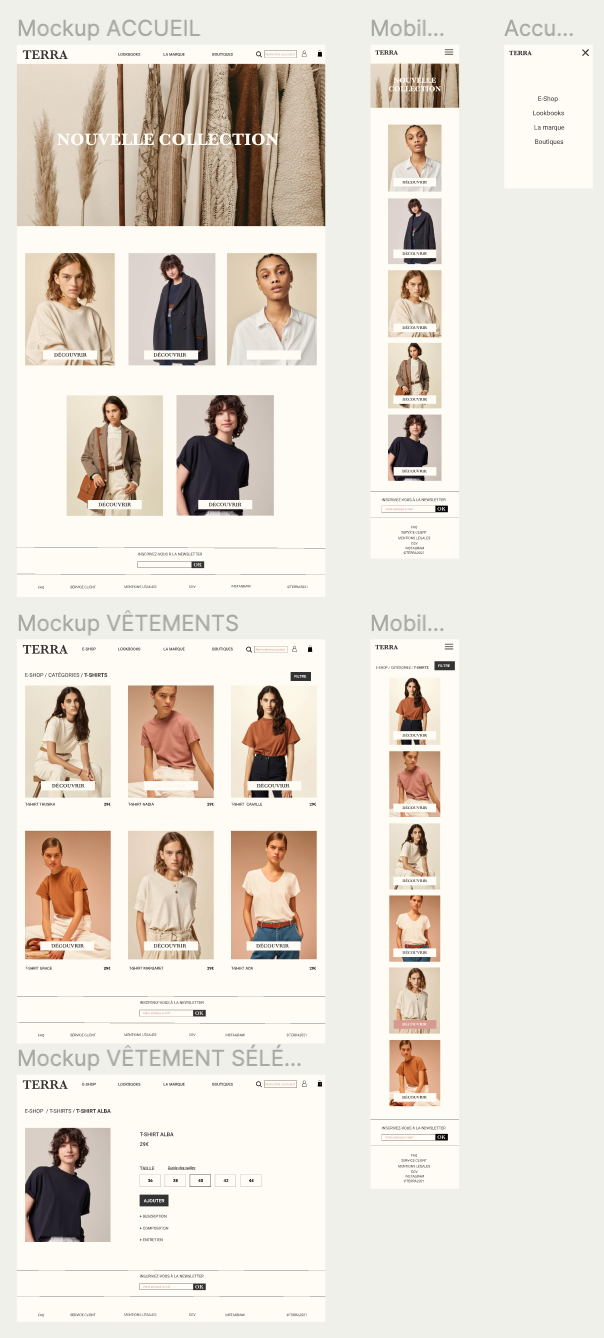 Mockup ACCUEIL
TERRA
LOOKBOOKS
LA MARQUE
BOUTIQUES
NOUVELLE COLLECTION
DÉCOUVRIR
DÉCOUVRIR
DÉCOUVRIR
DÉCOUVRIR
INSCRIVEZ-VOUS À LA NEWSLETTER
OK
FAQ
SERVICE CLIENT
MENTIONS LÉGALES
CGV
INSTAGRAM
©TERRA2021
Mobil...
TERRA
NOUVELLE
COLLECTION
DÉCOUVRIR
DÉCOUVRIR
DÉCOUVRIR
DÉCOUVRIR
DÉCOUVRIR
INSCRIVEZ-VOUS À LA NEWSLETTER
OK
FAQ
SERVICE CLIENT
MENTIONS LÉGALES
CGV
INSTAGRAM
©TERRA2021
Accu...
TERRA
E-Shop
Lookbooks
La marque
Boutiques
Mockup VÊTEMENTS
TERRA
E-SHOP
LOOKBOOKS
LA MARQUE
BOUTIQUES
E-SHOP / CATÉGORIES / T-SHIRTS
FILTRE
DÉCOUVRIR
T-SHIRT NADIA
29€
T-SHIRT CAMILLE
29€
29€
DÉCOUVRIR
DÉCOUVRIR
DÉCOUVRIR
DÉCOUVRIR
T-SHIRT GRACE
29€
T-SHIRT MARGARET
29€
T-SHIRT ADA
29€
INSCRIVEZ-VOUS À LA NEWSLETTER
OK
FAQ
SERVICE CLIENT
MENTIONS LÉGALES
CGV
INSTAGRAM
©TERRA2021
Mobil...
TERRA
E-SHOP / CATÉGORIES / T-SHIRTS
FILTRE
DÉCOUVRIR
DÉCOUVRIR
DÉCOUVRIR
DÉCOUVRIR
DÉCOUVRIR
DÉCOUVRIR
INSCRIVEZ-VOUS À LA NEWSLETTER
OK
FAQ
SERVICE CLIENT
MENTIONS LÉGALES
CGV
INSTAGRAM
©TERRA2021
Mockup VÊTEMENT SÉLÉ...
TERRA
E-SHOP
LOOKBOOKS
LA MARQUE
BOUTIQUES
E-SHOP / T-SHIRTS / T-SHIRT ALBA
T-SHIRT ALBA
29€
TAILLE
Guide des tailles
36
38
40
42
44
AJOUTER
+ DESCRIPTION
+ COMPOSITION
+ ENTRETIEN
INSCRIVEZ-VOUS À LA NEWSLETTER
OK
FAQ
SERVICE CLIENT
MENTIONS LÉGALES
CGV
INSTAGRAM
©TERRA2021